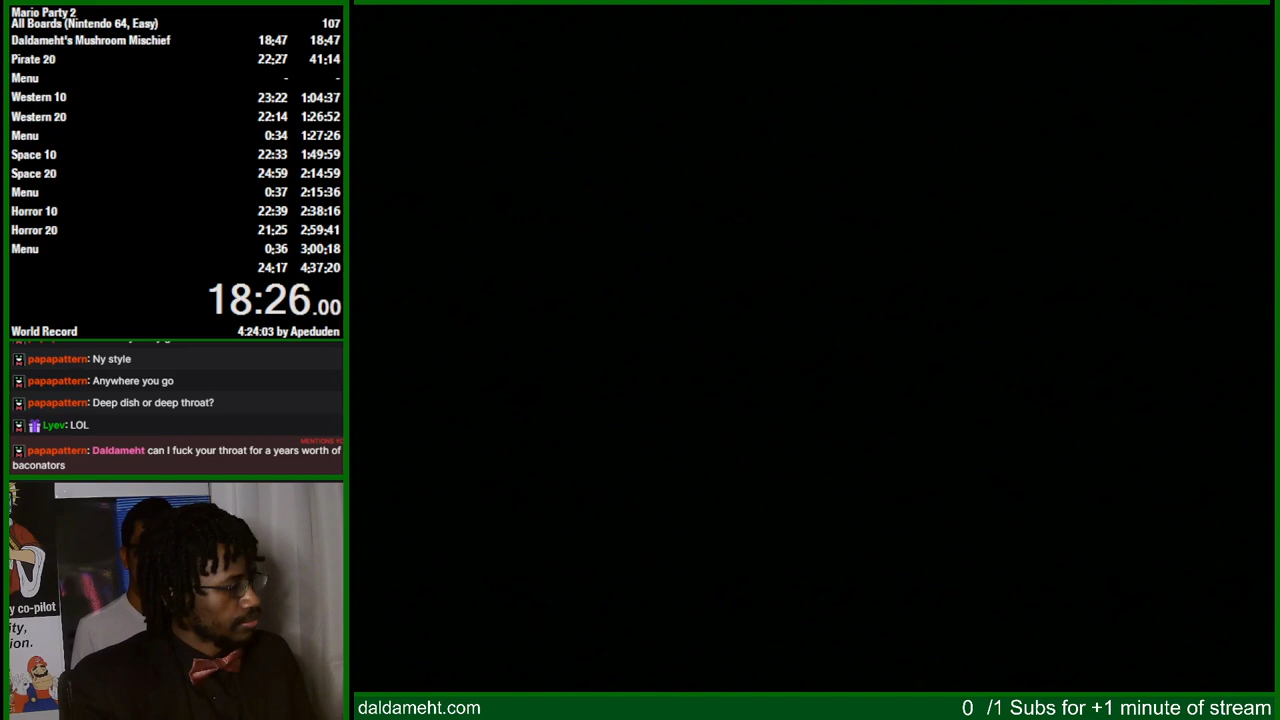 Mario Party 2
All Boards (Nintendo 64, Easy) 107
Daldameht's Mushroom Mischief 18:47 18:47
Pirate 20 22:27 41:14
Menu - -
Western 10 23:22 1:04:37
Western 20 22:14 1:26:52
Menu 0:34 1:27:26
Space 10 22:33 1:49:59
Space 20 24:59 2:14:59
Menu 0:37 2:15:36
Horror 10 22:39 2:38:16
Horror 20 21:25 2:59:41
Menu 0:36 3:00:18
24:17 4:37:20
18:26.00
World Record 4:24:03 by Apeduden
papapattern: Ny style
papapattern: Anywhere you go
papapattern: Deep dish or deep throat?
Lyev: LOL
MENTIONS YO
papapattern: Daldameht can I fuck your throat for a years worth of
baconators
y co-pilot
ity,
ion.
daldameht.com 0 /1 Subs for +1 minute of stream